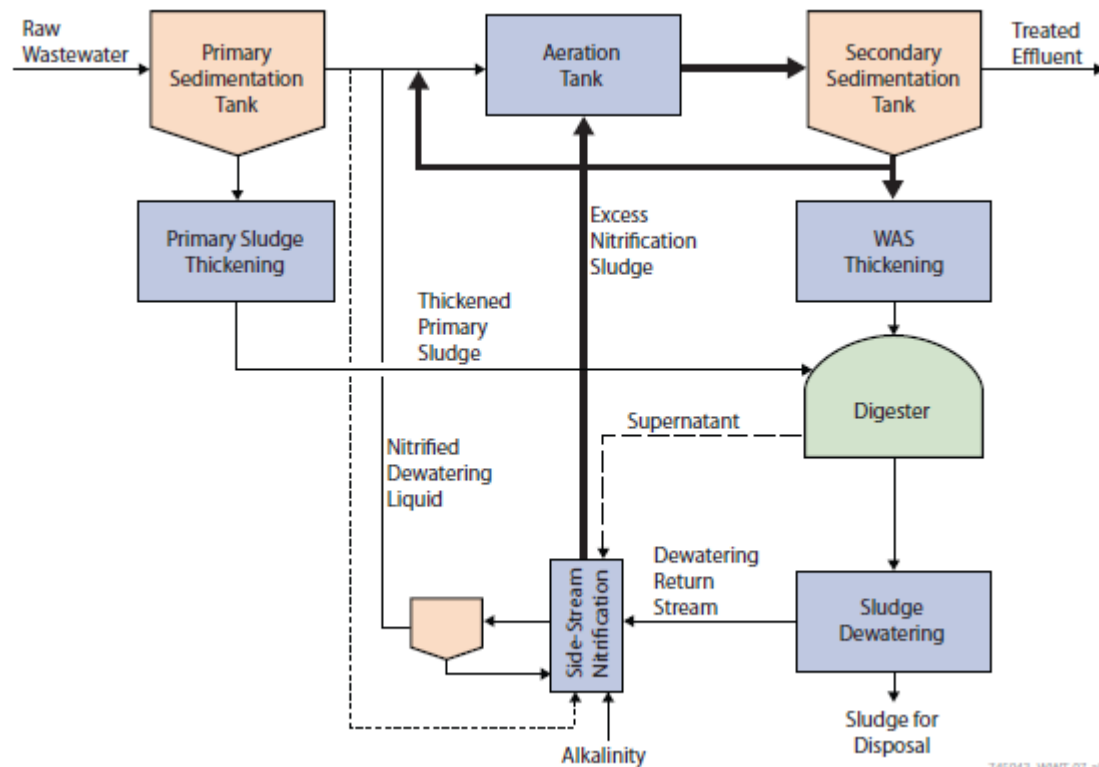 Raw
Wastewater
Primary
Sedimentation
Tank
Aeration
Tank
Secondary
Sedimentation
Tank
Treated
Effluent
Primary Sludge
Thickening
Excess
Nitrification
Sludge
WAS
Thickening
Thickened
Primary
Sludge
Digester
Supernatant
Nitrified
Dewatering
Liquid
Side-Stream
Nitrification
Dewatering
Return
Stream
Sludge
Dewatering
Alkalinity
Sludge for
Disposal